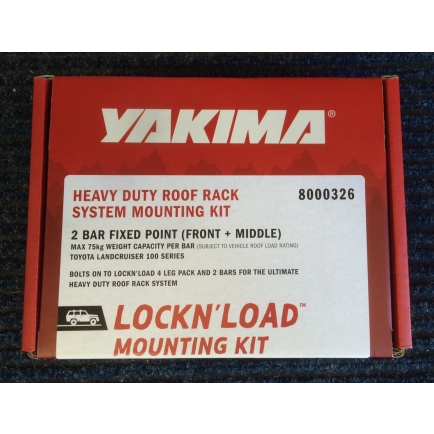 YAKIMA®
HEAVY DUTY ROOF RACK
SYSTEM MOUNTING KIT
8000326
2 BAR FIXED POINT (FRONT + MIDDLE)
MAX 75kg WEIGHT CAPACITY PER BAR (SUBJECT TO VEHICLE ROOF LOAD RATING)
TOYOTA LANDCRUISER 100 SERIES
BOLTS ON TO LOCKN'LOAD 4 LEG PACK AND 2 BARS FOR THE ULTIMATE
HEAVY DUTY ROOF RACK SYSTEM
LOCKN'LOAD™
MOUNTING KIT